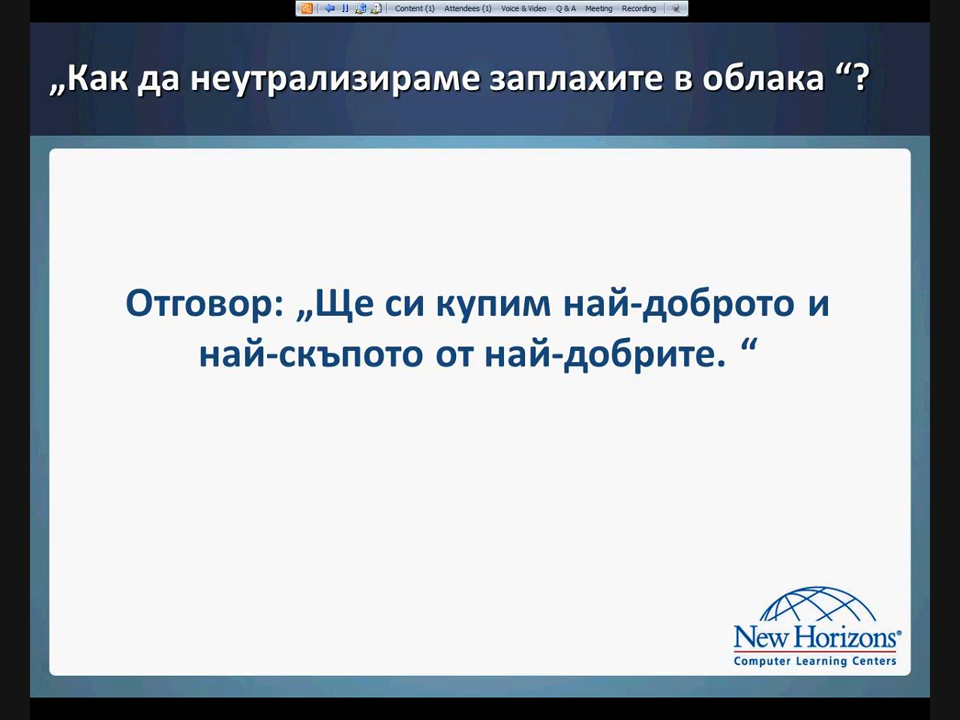 Content (1) Attendees (1) Voice & Video Q & A Meeting Recording
„Как да неутрализираме заплахите в облака “?
Отговор: „Ще си купим най-доброто и
най-скъпото от най-добрите. “
New Horizons®
Computer Learning Centers